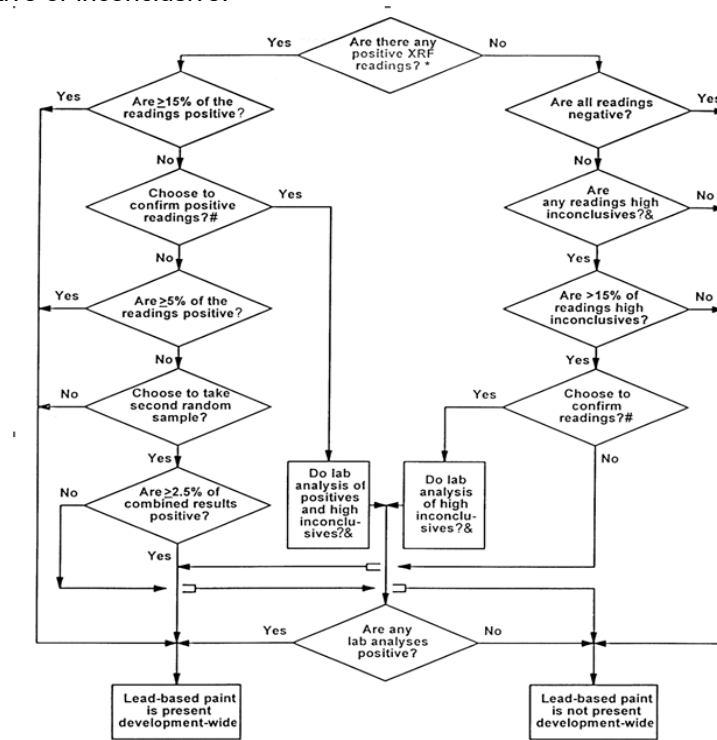 Yes
Are there any
positive XRF
readings? *
No
Yes
Are ≥15% of the
readings positive?
Are all readings
negative?
Yes
No
No
Choose to
confirm positive
readings?#
Yes
Are
any readings high
inconclusives?&
No
No
Yes
Yes
Are ≥5% of the
readings positive?
Are >15% of
readings high
inconclusives?
No
No
Yes
No
Choose to take
second random
sample?
Yes
Choose to
confirm
readings?#
Yes
No
No
Are ≥2.5% of
combined results
positive?
Do lab
analysis of
positives
and high
inconclu-
sives?&
Do lab
analysis
of high
inconclu-
sives?&
Yes
Yes
Are any
lab analyses
positive?
No
Lead-based paint
is present
development-wide
Lead-based paint
is not present
development-wide